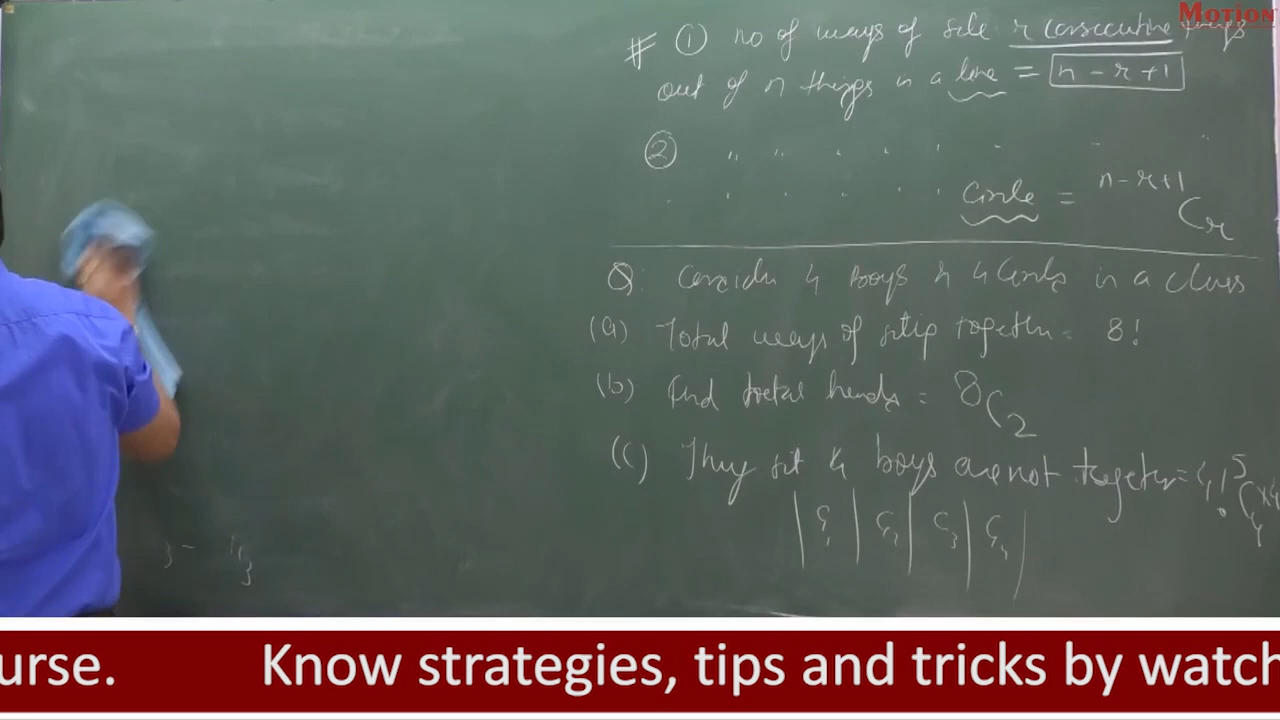 MOTION
# ① no of ways of sele r consecutive things
out of n things in a line = n - r + 1
② " " " " " " " "
" " " " " Circle = n-r+1Cr
Q. Consider 4 Boys & 4 Girls in a class
(a) Total ways of sitig together = 8!
(b) Find total hands = 8C2
(c) They sit 4 boys are not together = 4! 5C4 x 4
| G1 | G2 | G3 | G4 |
urse. Know strategies, tips and tricks by watch